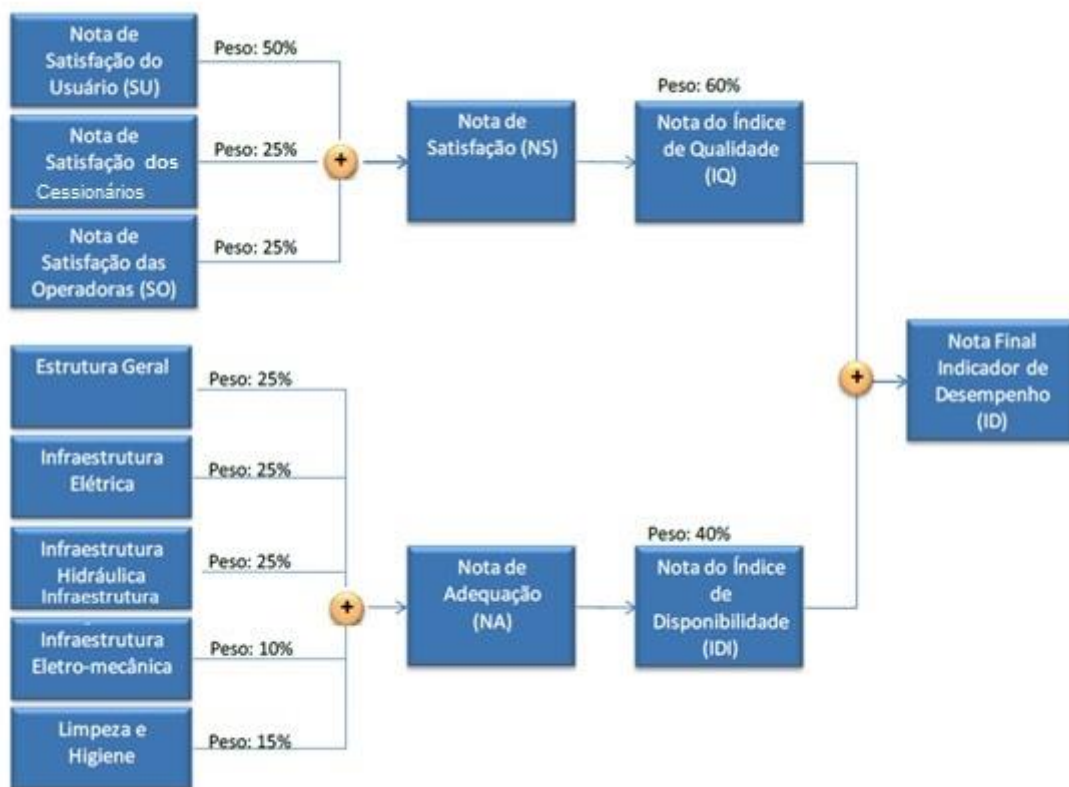 Nota de
Satisfação do
Usuário (SU)
Peso: 50%
Nota de
Satisfação dos
Cessionários
Peso: 25%
Nota de
Satisfação das
Operadoras (SO)
Peso: 25%
+
Nota de
Satisfação (NS)
Peso: 60%
Nota do Índice
de Qualidade
(IQ)
Estrutura Geral
Peso: 25%
Infraestrutura
Elétrica
Peso: 25%
Infraestrutura
Hidráulica
Infraestrutura
Peso: 25%
Infraestrutura
Eletro-mecânica
Peso: 10%
Limpeza e
Higiene
Peso: 15%
+
Nota de
Adequação
(NA)
Peso: 40%
Nota do Índice
de
Disponibilidade
(IDI)
+
Nota Final
Indicador de
Desempenho
(ID)